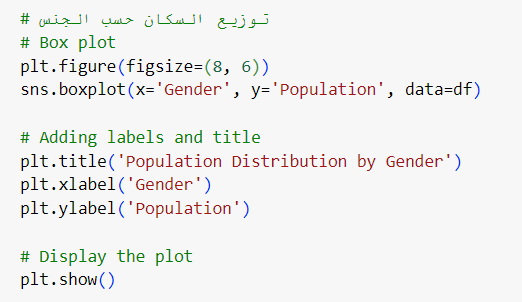 # توزيع السكان حسب الجنس
# Box plot
plt.figure(figsize=(8, 6))
sns.boxplot(x='Gender', y='Population', data=df)
# Adding labels and title
plt.title('Population Distribution by Gender')
plt.xlabel('Gender')
plt.ylabel('Population')
# Display the plot
plt.show()